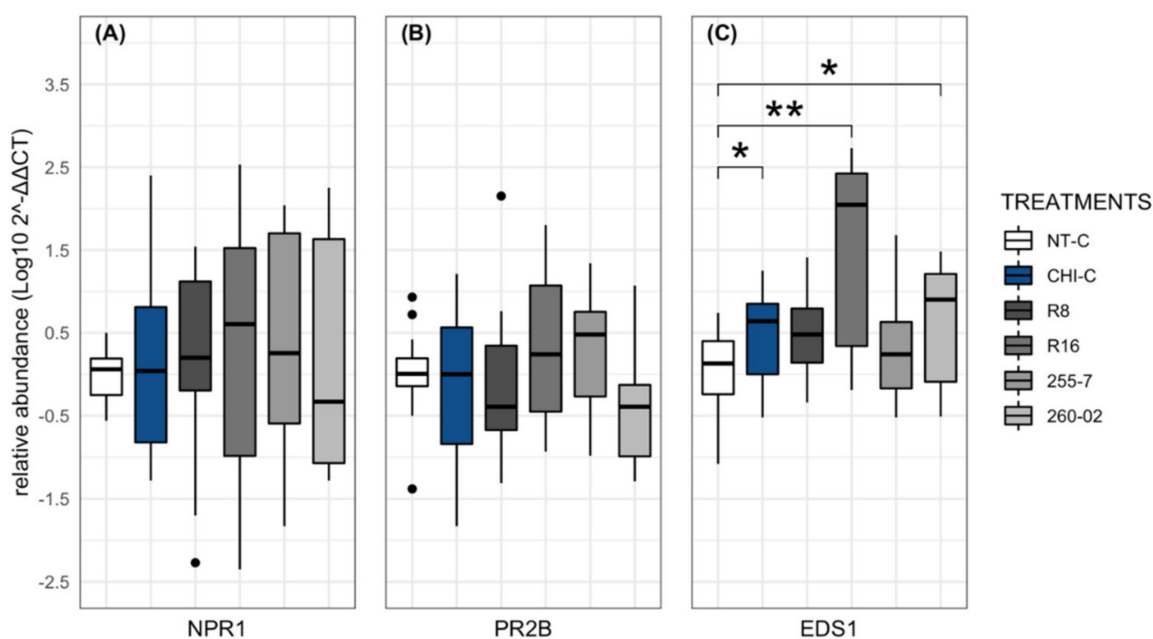 (A)
(B)
(C)
*
**
*
3.5
2.5
1.5
0.5
-0.5
-1.5
-2.5
relative abundance (Log10 2^-ΔΔCT)
NPR1
PR2B
EDS1
TREATMENTS
NT-C
CHI-C
R8
R16
255-7
260-02